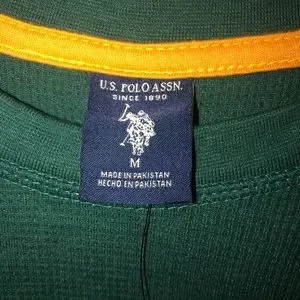 U.S. POLO ASSN.
SINCE 1890
M
MADE IN PAKISTAN
HECHO EN PAKISTAN